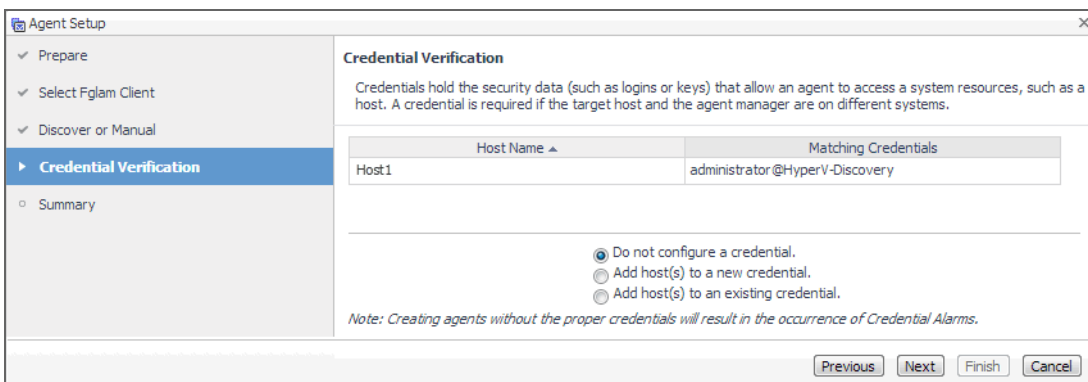 Agent Setup
Prepare
Select Fglam Client
Discover or Manual
Credential Verification
Summary
Credential Verification
Credentials hold the security data (such as logins or keys) that allow an agent to access a system resources, such as a
host. A credential is required if the target host and the agent manager are on different systems.
Host Name Matching Credentials
Host1 administrator@HyperV-Discovery
Do not configure a credential.
Add host(s) to a new credential.
Add host(s) to an existing credential.
Note: Creating agents without the proper credentials will result in the occurrence of Credential Alarms.
Previous Next Finish Cancel